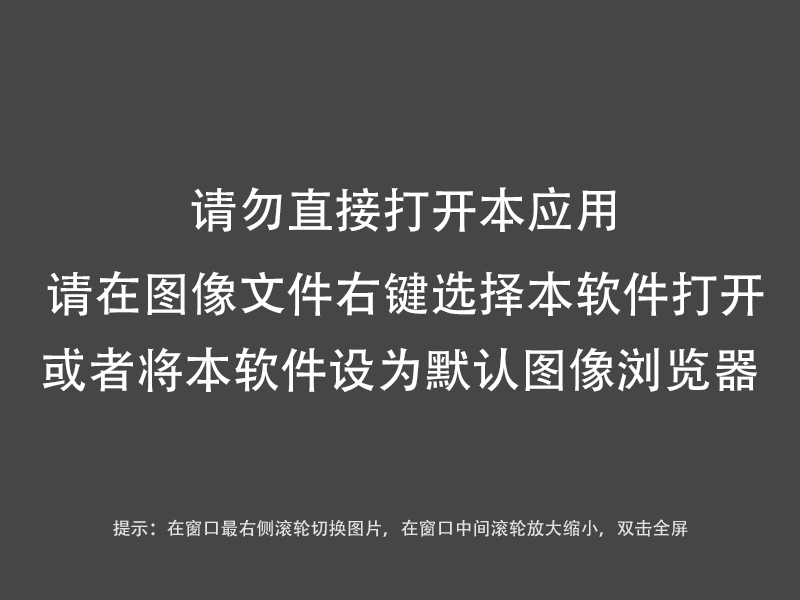 请勿直接打开本应用
请在图像文件右键选择本软件打开
或者将本软件设为默认图像浏览器
提示：在窗口最右侧滚轮切换图片，在窗口中间滚轮放大缩小，双击全屏